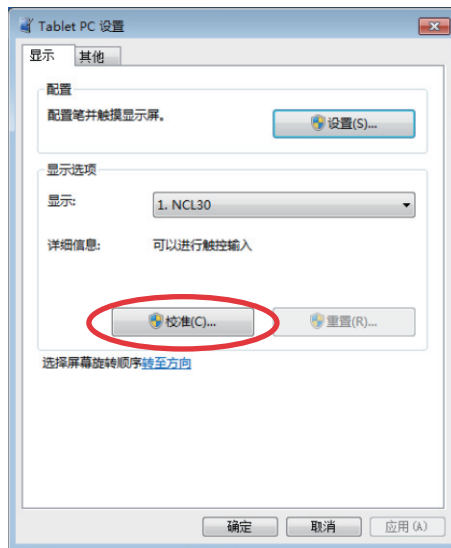 Tablet PC 设置
显示 其他
配置
配置笔并触摸显示屏。
设置(S)...
显示选项
显示: 1. NCL30
详细信息: 可以进行触控输入
校准(C)... 重置(R)...
选择屏幕旋转顺序转至方向
确定 取消 应用(A)